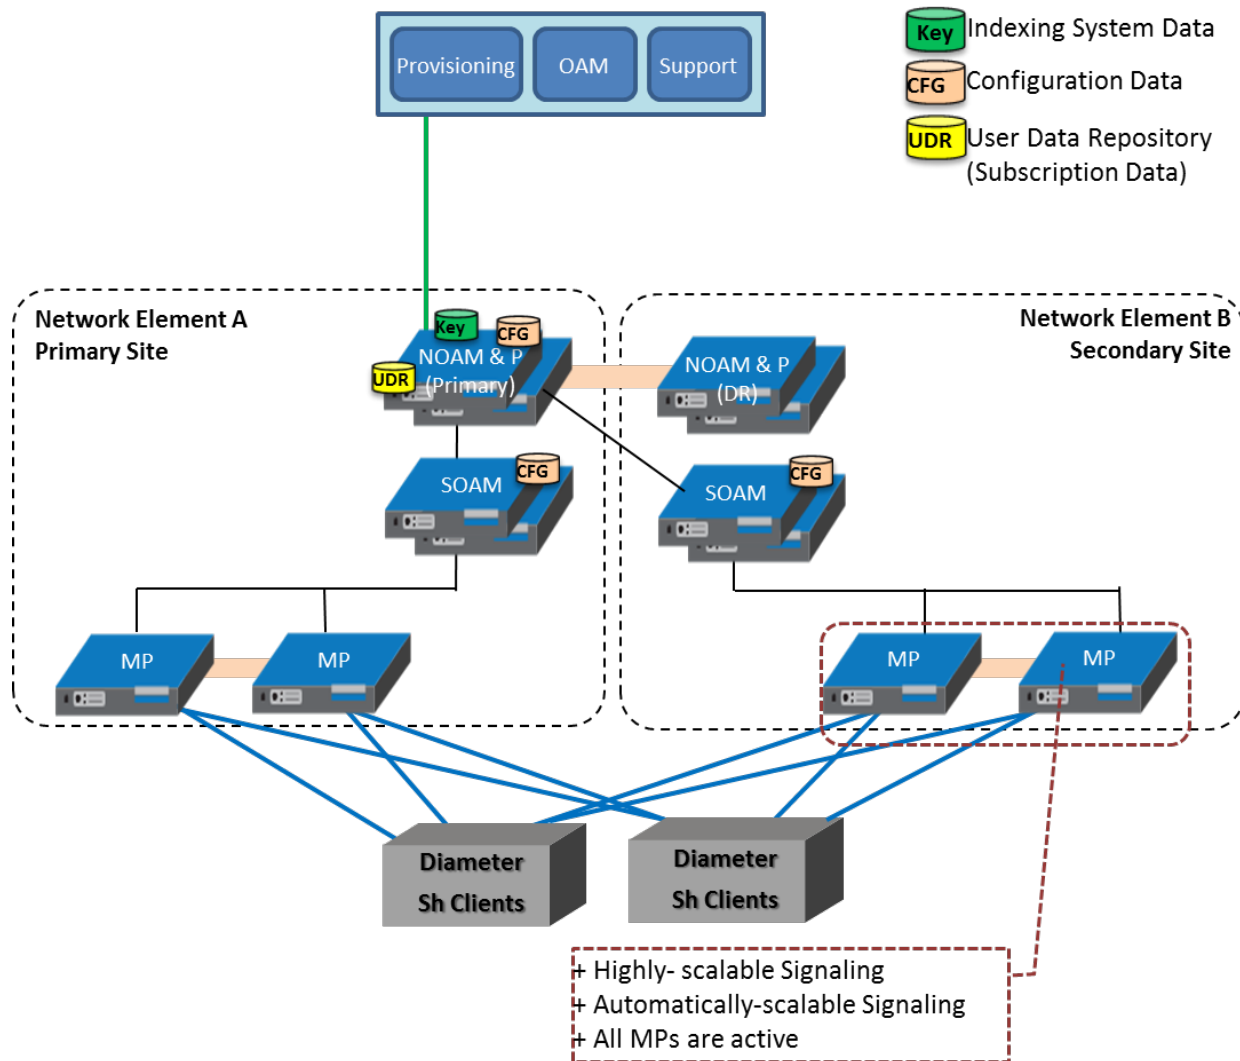 Provisioning
OAM
Support
Key
Indexing System Data
CFG
Configuration Data
UDR
User Data Repository
(Subscription Data)
Network Element A
Primary Site
Network Element B
Secondary Site
Key
CFG
UDR
NOAM & P
(Primary)
NOAM & P
(DR)
SOAM
CFG
SOAM
CFG
MP
MP
MP
MP
Diameter
Sh Clients
Diameter
Sh Clients
+ Highly- scalable Signaling
+ Automatically-scalable Signaling
+ All MPs are active